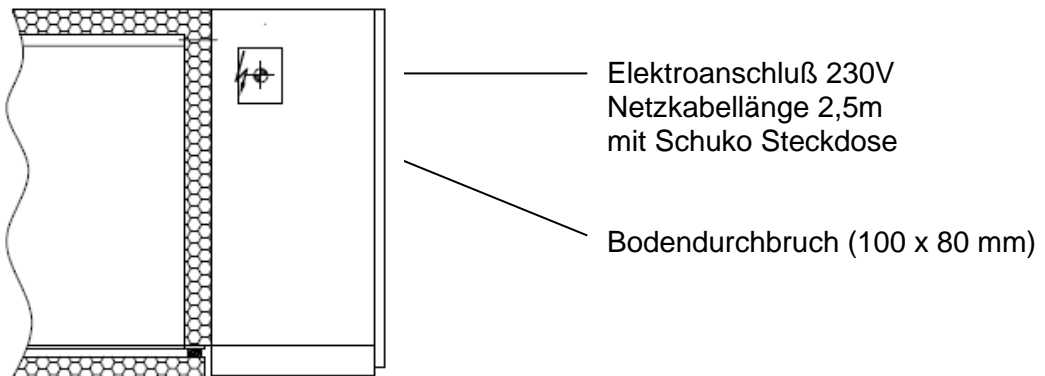 Elektroanschluß 230V
Netzkabellänge 2,5m
mit Schuko Steckdose
Bodendurchbruch (100 x 80 mm)